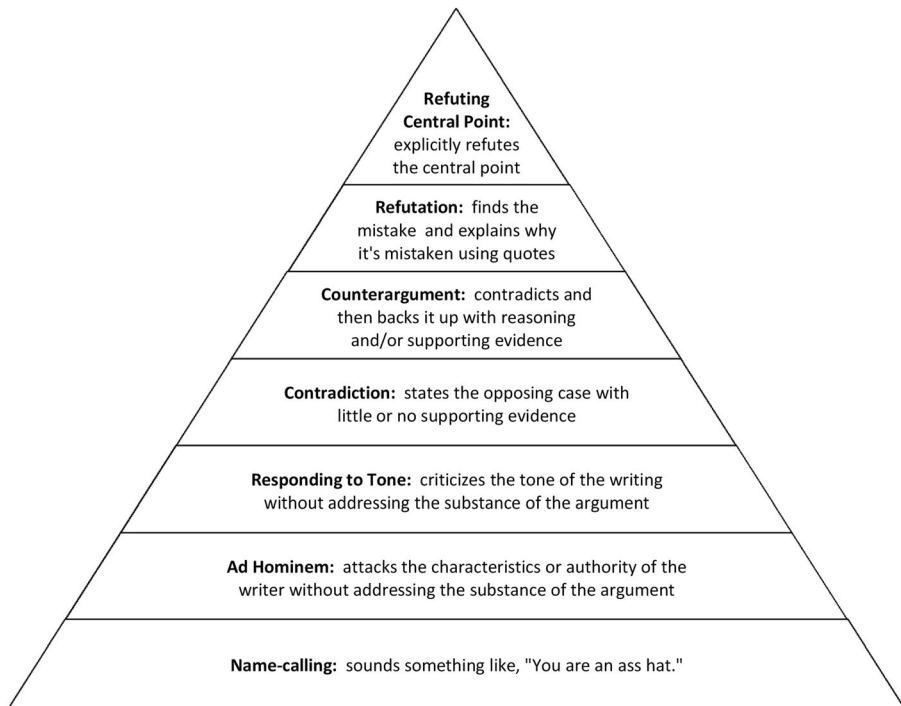 Refuting
Central Point:
explicitly refutes
the central point
Refutation: finds the
mistake and explains why
it's mistaken using quotes
Counterargument: contradicts and
then backs it up with reasoning
and/or supporting evidence
Contradiction: states the opposing case with
little or no supporting evidence
Responding to Tone: criticizes the tone of the writing
without addressing the substance of the argument
Ad Hominem: attacks the characteristics or authority of the
writer without addressing the substance of the argument
Name-calling: sounds something like, "You are an ass hat."